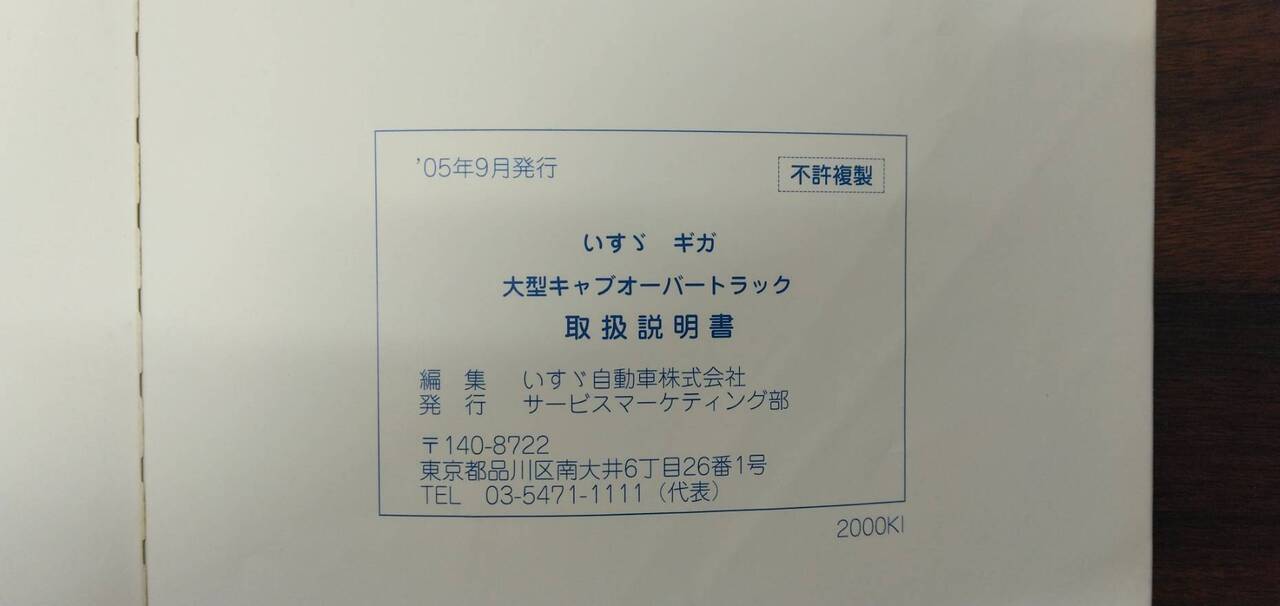 '05年9月発行
不許複製
いすゞ ギガ
大型キャブオーバートラック
取扱説明書
編 集 いすゞ自動車株式会社
発 行 サービスマーケティング部
〒140-8722
東京都品川区南大井6丁目26番1号
TEL 03-5471-1111（代表）
2000KI